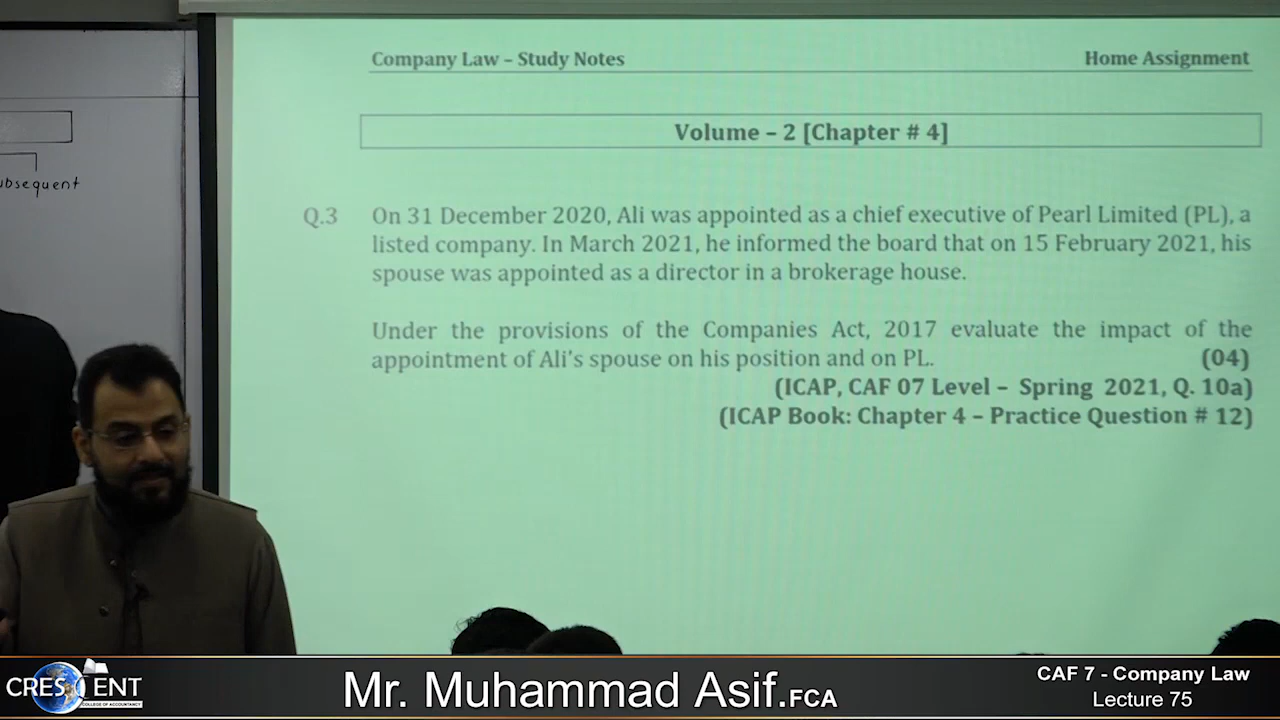 Company Law – Study Notes Home Assignment
Volume – 2 [Chapter # 4]
ubsequent
Q.3 On 31 December 2020, Ali was appointed as a chief executive of Pearl Limited (PL), a
listed company. In March 2021, he informed the board that on 15 February 2021, his
spouse was appointed as a director in a brokerage house.
Under the provisions of the Companies Act, 2017 evaluate the impact of the
appointment of Ali's spouse on his position and on PL. (04)
(ICAP, CAF 07 Level – Spring 2021, Q. 10a)
(ICAP Book: Chapter 4 – Practice Question # 12)
CRESCENT
COLLEGE OF ACCOUNTANCY
Mr. Muhammad Asif.FCA
CAF 7 - Company Law
Lecture 75